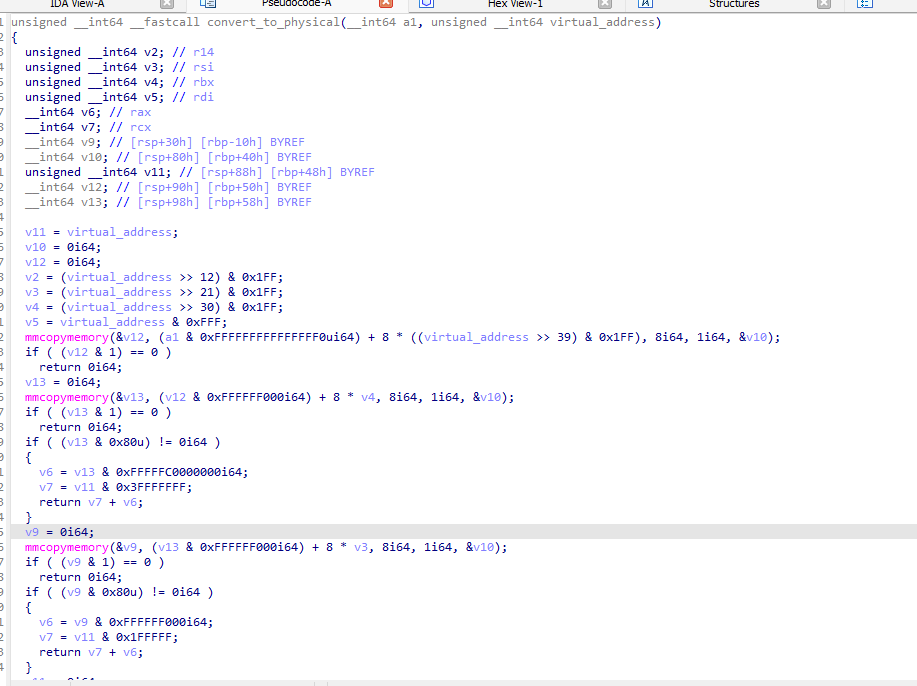 IDA View-A Pseudocode-A Hex View-1 Structures
unsigned __int64 __fastcall convert_to_physical(__int64 a1, unsigned __int64 virtual_address)
{
unsigned __int64 v2; // r14
unsigned __int64 v3; // rsi
unsigned __int64 v4; // rbx
unsigned __int64 v5; // rdi
__int64 v6; // rax
__int64 v7; // rcx
__int64 v9; // [rsp+30h] [rbp-10h] BYREF
__int64 v10; // [rsp+80h] [rbp+40h] BYREF
unsigned __int64 v11; // [rsp+88h] [rbp+48h] BYREF
__int64 v12; // [rsp+90h] [rbp+50h] BYREF
__int64 v13; // [rsp+98h] [rbp+58h] BYREF
v11 = virtual_address;
v10 = 0i64;
v12 = 0i64;
v2 = (virtual_address >> 12) & 0x1FF;
v3 = (virtual_address >> 21) & 0x1FF;
v4 = (virtual_address >> 30) & 0x1FF;
v5 = virtual_address & 0xFFF;
mmcopymemory(&v12, (a1 & 0xFFFFFFFFFFFFFFF0ui64) + 8 * ((virtual_address >> 39) & 0x1FF), 8i64, 1i64, &v10);
if ( (v12 & 1) == 0 )
return 0i64;
v13 = 0i64;
mmcopymemory(&v13, (v12 & 0xFFFFFF000i64) + 8 * v4, 8i64, 1i64, &v10);
if ( (v13 & 1) == 0 )
return 0i64;
if ( (v13 & 0x80u) != 0i64 )
{
v6 = v13 & 0xFFFFFC0000000i64;
v7 = v11 & 0x3FFFFFFF;
return v7 + v6;
}
v9 = 0i64;
mmcopymemory(&v9, (v13 & 0xFFFFFF000i64) + 8 * v3, 8i64, 1i64, &v10);
if ( (v9 & 1) == 0 )
return 0i64;
if ( (v9 & 0x80u) != 0i64 )
{
v6 = v9 & 0xFFFFFF000i64;
v7 = v11 & 0x1FFFFF;
return v7 + v6;
}